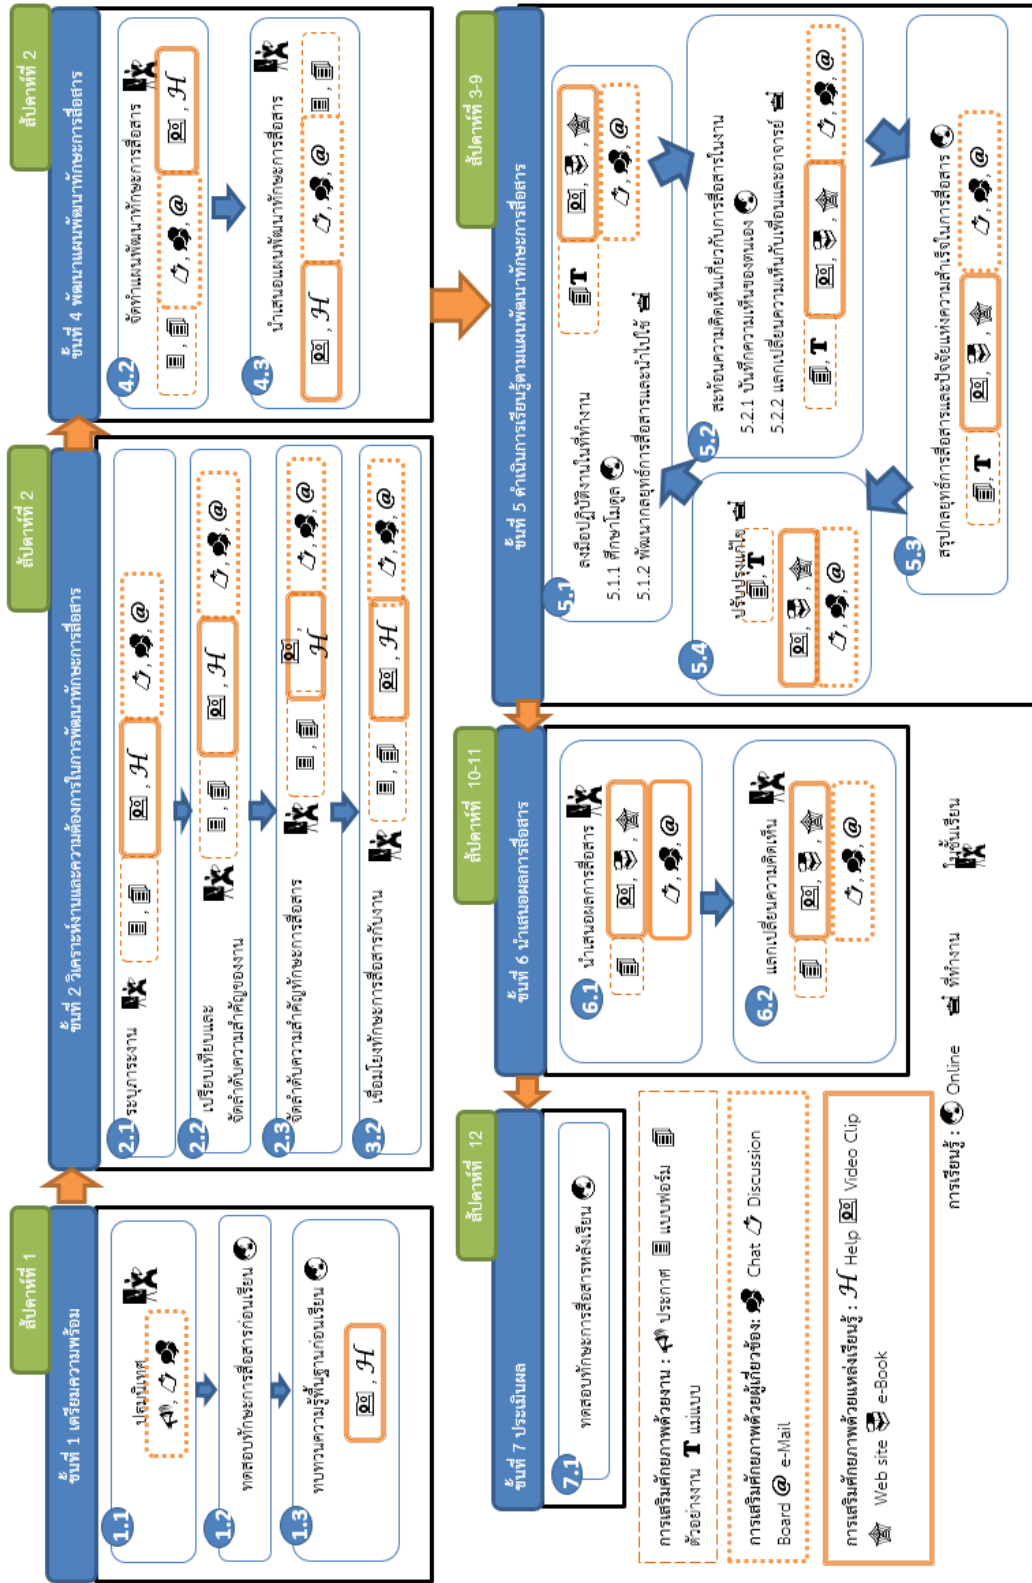 สัปดาห์ที่ 1
ขั้นที่ 1 เตรียมความพร้อม
1.1
ปฐมนิเทศ
1.2
ทดสอบทักษะการสื่อสารก่อนเรียน
1.3
ทบทวนความรู้พื้นฐานก่อนเรียน
H
สัปดาห์ที่ 2
ขั้นที่ 2 วิเคราะห์งานและความต้องการในการพัฒนาทักษะการสื่อสาร
2.1 ระบุภาระงาน
H
@
2.2
เปรียบเทียบและ
จัดลำดับความสำคัญของงาน
H
@
2.3
จัดลำดับความสำคัญทักษะการสื่อสาร
H
@
3.2
เชื่อมโยงทักษะการสื่อสารกับงาน
H
@
สัปดาห์ที่ 2
ขั้นที่ 4 พัฒนาแผนพัฒนาทักษะการสื่อสาร
4.2
จัดทำแผนพัฒนาทักษะการสื่อสาร
@
H
4.3
นำเสนอแผนพัฒนาทักษะการสื่อสาร
H
@
สัปดาห์ที่ 12
ขั้นที่ 7 ประเมินผล
7.1
ทดสอบทักษะการสื่อสารหลังเรียน
สัปดาห์ที่ 10-11
ขั้นที่ 6 นำเสนอผลการสื่อสาร
6.1
นำเสนอผลการสื่อสาร
@
6.2
แลกเปลี่ยนความคิดเห็น
@
สัปดาห์ที่ 3-9
ขั้นที่ 5 ดำเนินการเรียนรู้ตามแผนพัฒนาทักษะการสื่อสาร
5.1
ลงมือปฏิบัติงานในที่ทำงาน
5.1.1 ศึกษาโมดูล
5.1.2 พัฒนากลยุทธ์การสื่อสารและนำไปใช้
T
@
5.2
สะท้อนความคิดเห็นเกี่ยวกับการสื่อสารในงาน
5.2.1 บันทึกความเห็นของตนเอง
5.2.2 แลกเปลี่ยนความเห็นกับเพื่อนและอาจารย์
T
@
5.3
สรุปกลยุทธ์การสื่อสารและปัจจัยแห่งความสำเร็จในการสื่อสาร
T
@
5.4
ปรับปรุงแก้ไข
T
@
การเสริมศักยภาพด้วยงาน : ประกาศ แบบฟอร์ม
ตัวอย่างงาน T แม่แบบ
การเสริมศักยภาพด้วยผู้เกี่ยวข้อง: Chat Discussion
Board @ e-Mail
การเสริมศักยภาพด้วยแหล่งเรียนรู้ : H Help Video Clip
Web site e-Book
การเรียนรู้ : Online ที่ทำงาน ในชั้นเรียน